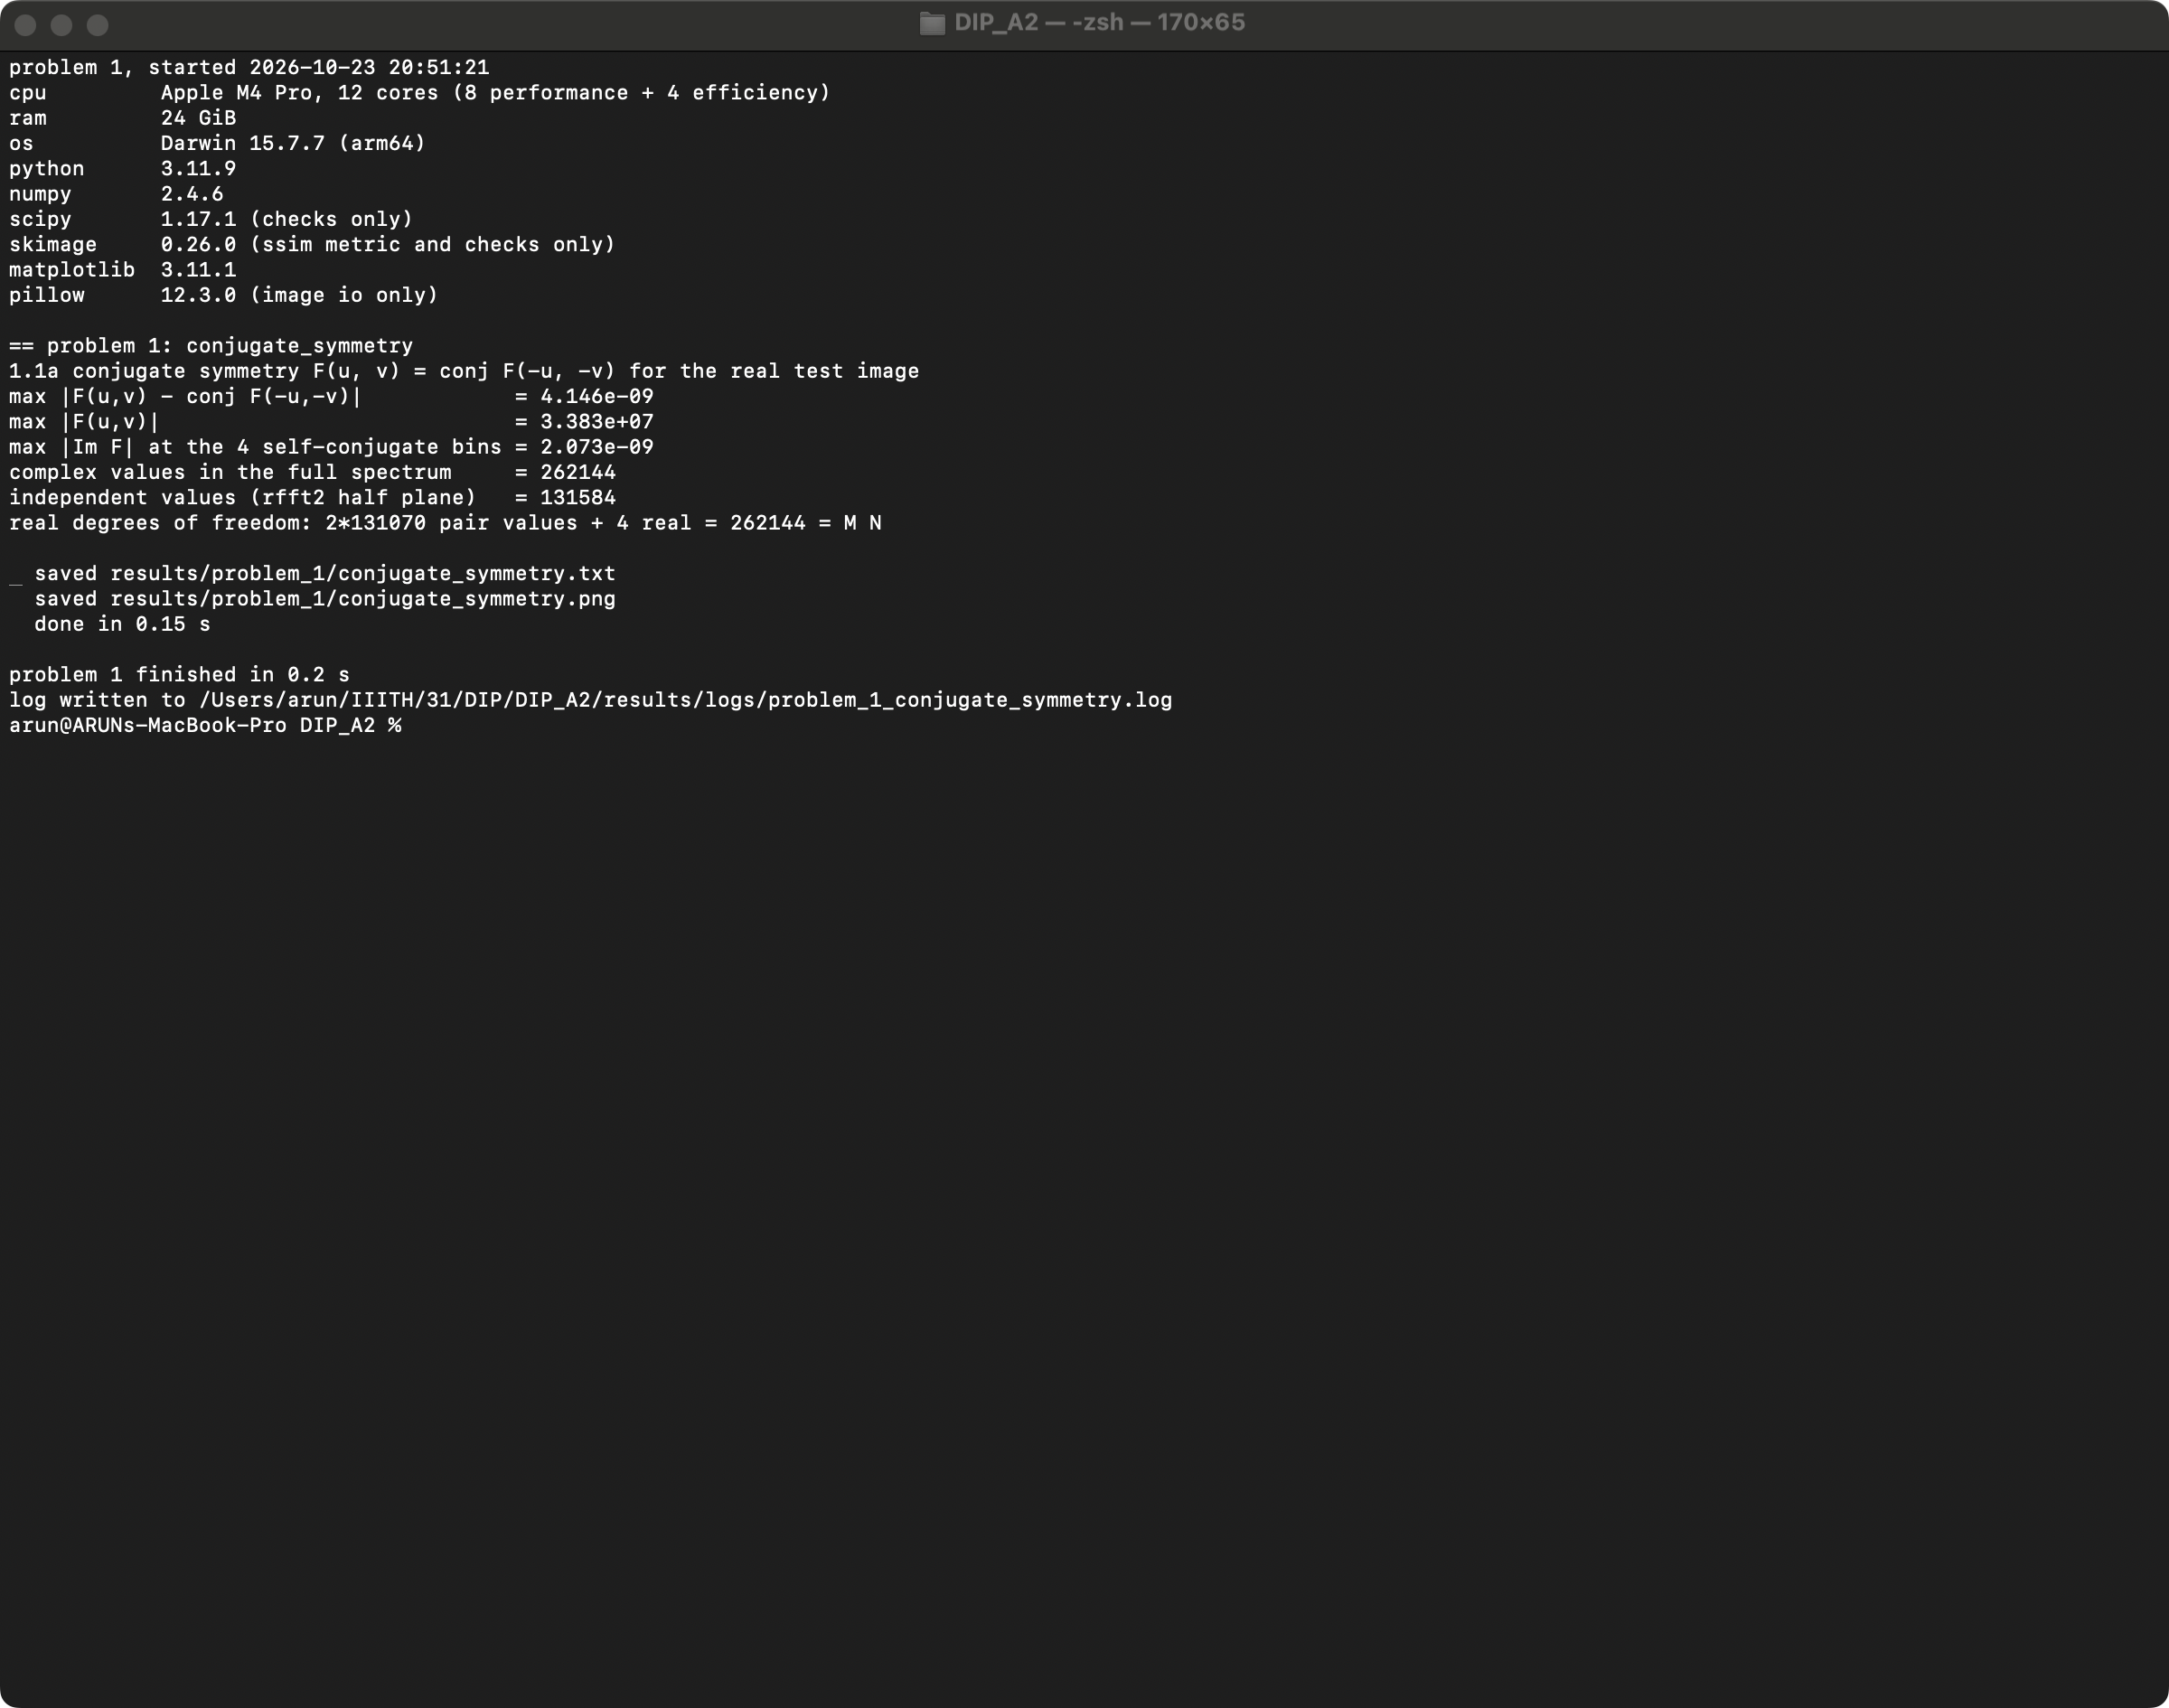 DIP_A2 — -zsh — 170×65
problem 1, started 2026-10-23 20:51:21
cpu         Apple M4 Pro, 12 cores (8 performance + 4 efficiency)
ram         24 GiB
os          Darwin 15.7.7 (arm64)
python      3.11.9
numpy       2.4.6
scipy       1.17.1 (checks only)
skimage     0.26.0 (ssim metric and checks only)
matplotlib  3.11.1
pillow      12.3.0 (image io only)
== problem 1: conjugate_symmetry
1.1a conjugate symmetry F(u, v) = conj F(-u, -v) for the real test image
max |F(u,v) - conj F(-u,-v)|            = 4.146e-09
max |F(u,v)|                            = 3.383e+07
max |Im F| at the 4 self-conjugate bins = 2.073e-09
complex values in the full spectrum     = 262144
independent values (rfft2 half plane)   = 131584
real degrees of freedom: 2*131070 pair values + 4 real = 262144 = M N
_ saved results/problem_1/conjugate_symmetry.txt
  saved results/problem_1/conjugate_symmetry.png
  done in 0.15 s
problem 1 finished in 0.2 s
log written to /Users/arun/IIITH/31/DIP/DIP_A2/results/logs/problem_1_conjugate_symmetry.log
arun@ARUNs-MacBook-Pro DIP_A2 %